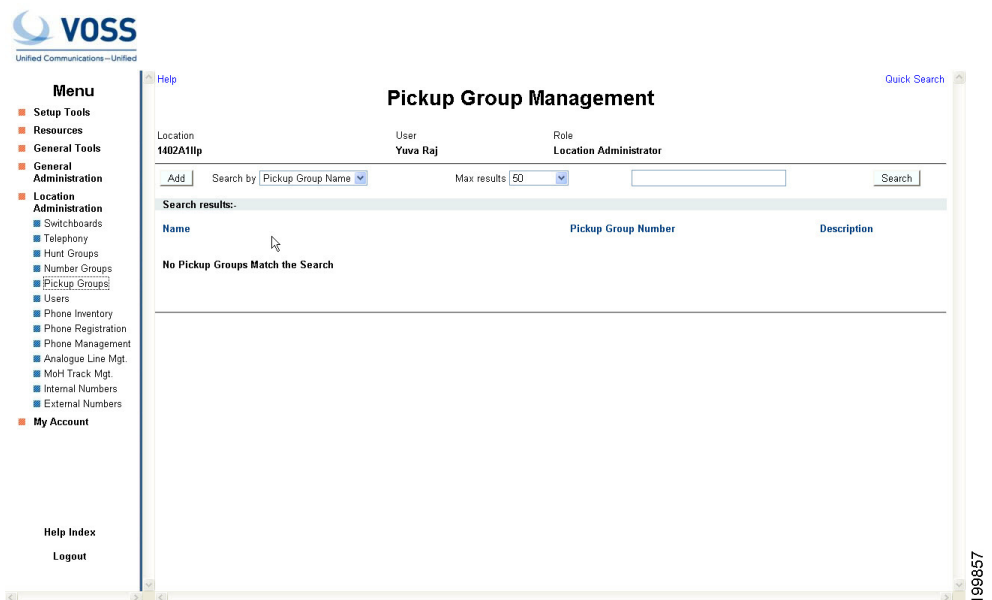 VOSS
Unified Communications—Unified
Menu
Setup Tools
Resources
General Tools
General
Administration
Location
Administration
Switchboards
Telephony
Hunt Groups
Number Groups
Pickup Groups
Users
Phone Inventory
Phone Registration
Phone Management
Analogue Line Mgt.
MoH Track Mgt.
Internal Numbers
External Numbers
My Account
Help Index
Logout
Help Quick Search
Pickup Group Management
Location User Role
1402A1llp Yuva Raj Location Administrator
Add Search by Pickup Group Name Max results 50 Search
Search results:-
Name Pickup Group Number Description
No Pickup Groups Match the Search
199857